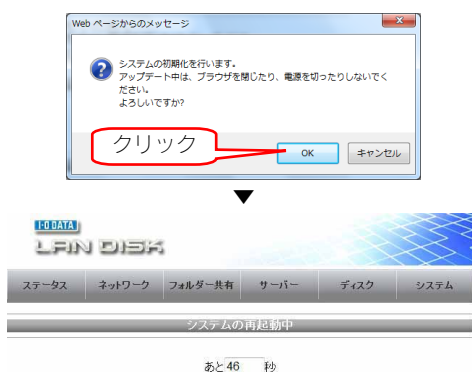 Web ページからのメッセージ
システムの初期化を行います。
アップデート中は、ブラウザを閉じたり、電源を切ったりしないでく
ださい。
よろしいですか?
クリック
OK キャンセル
I-O DATA
LAN DISK
ステータス ネットワーク フォルダー共有 サーバー ディスク システム
システムの再起動中
あと 46 秒